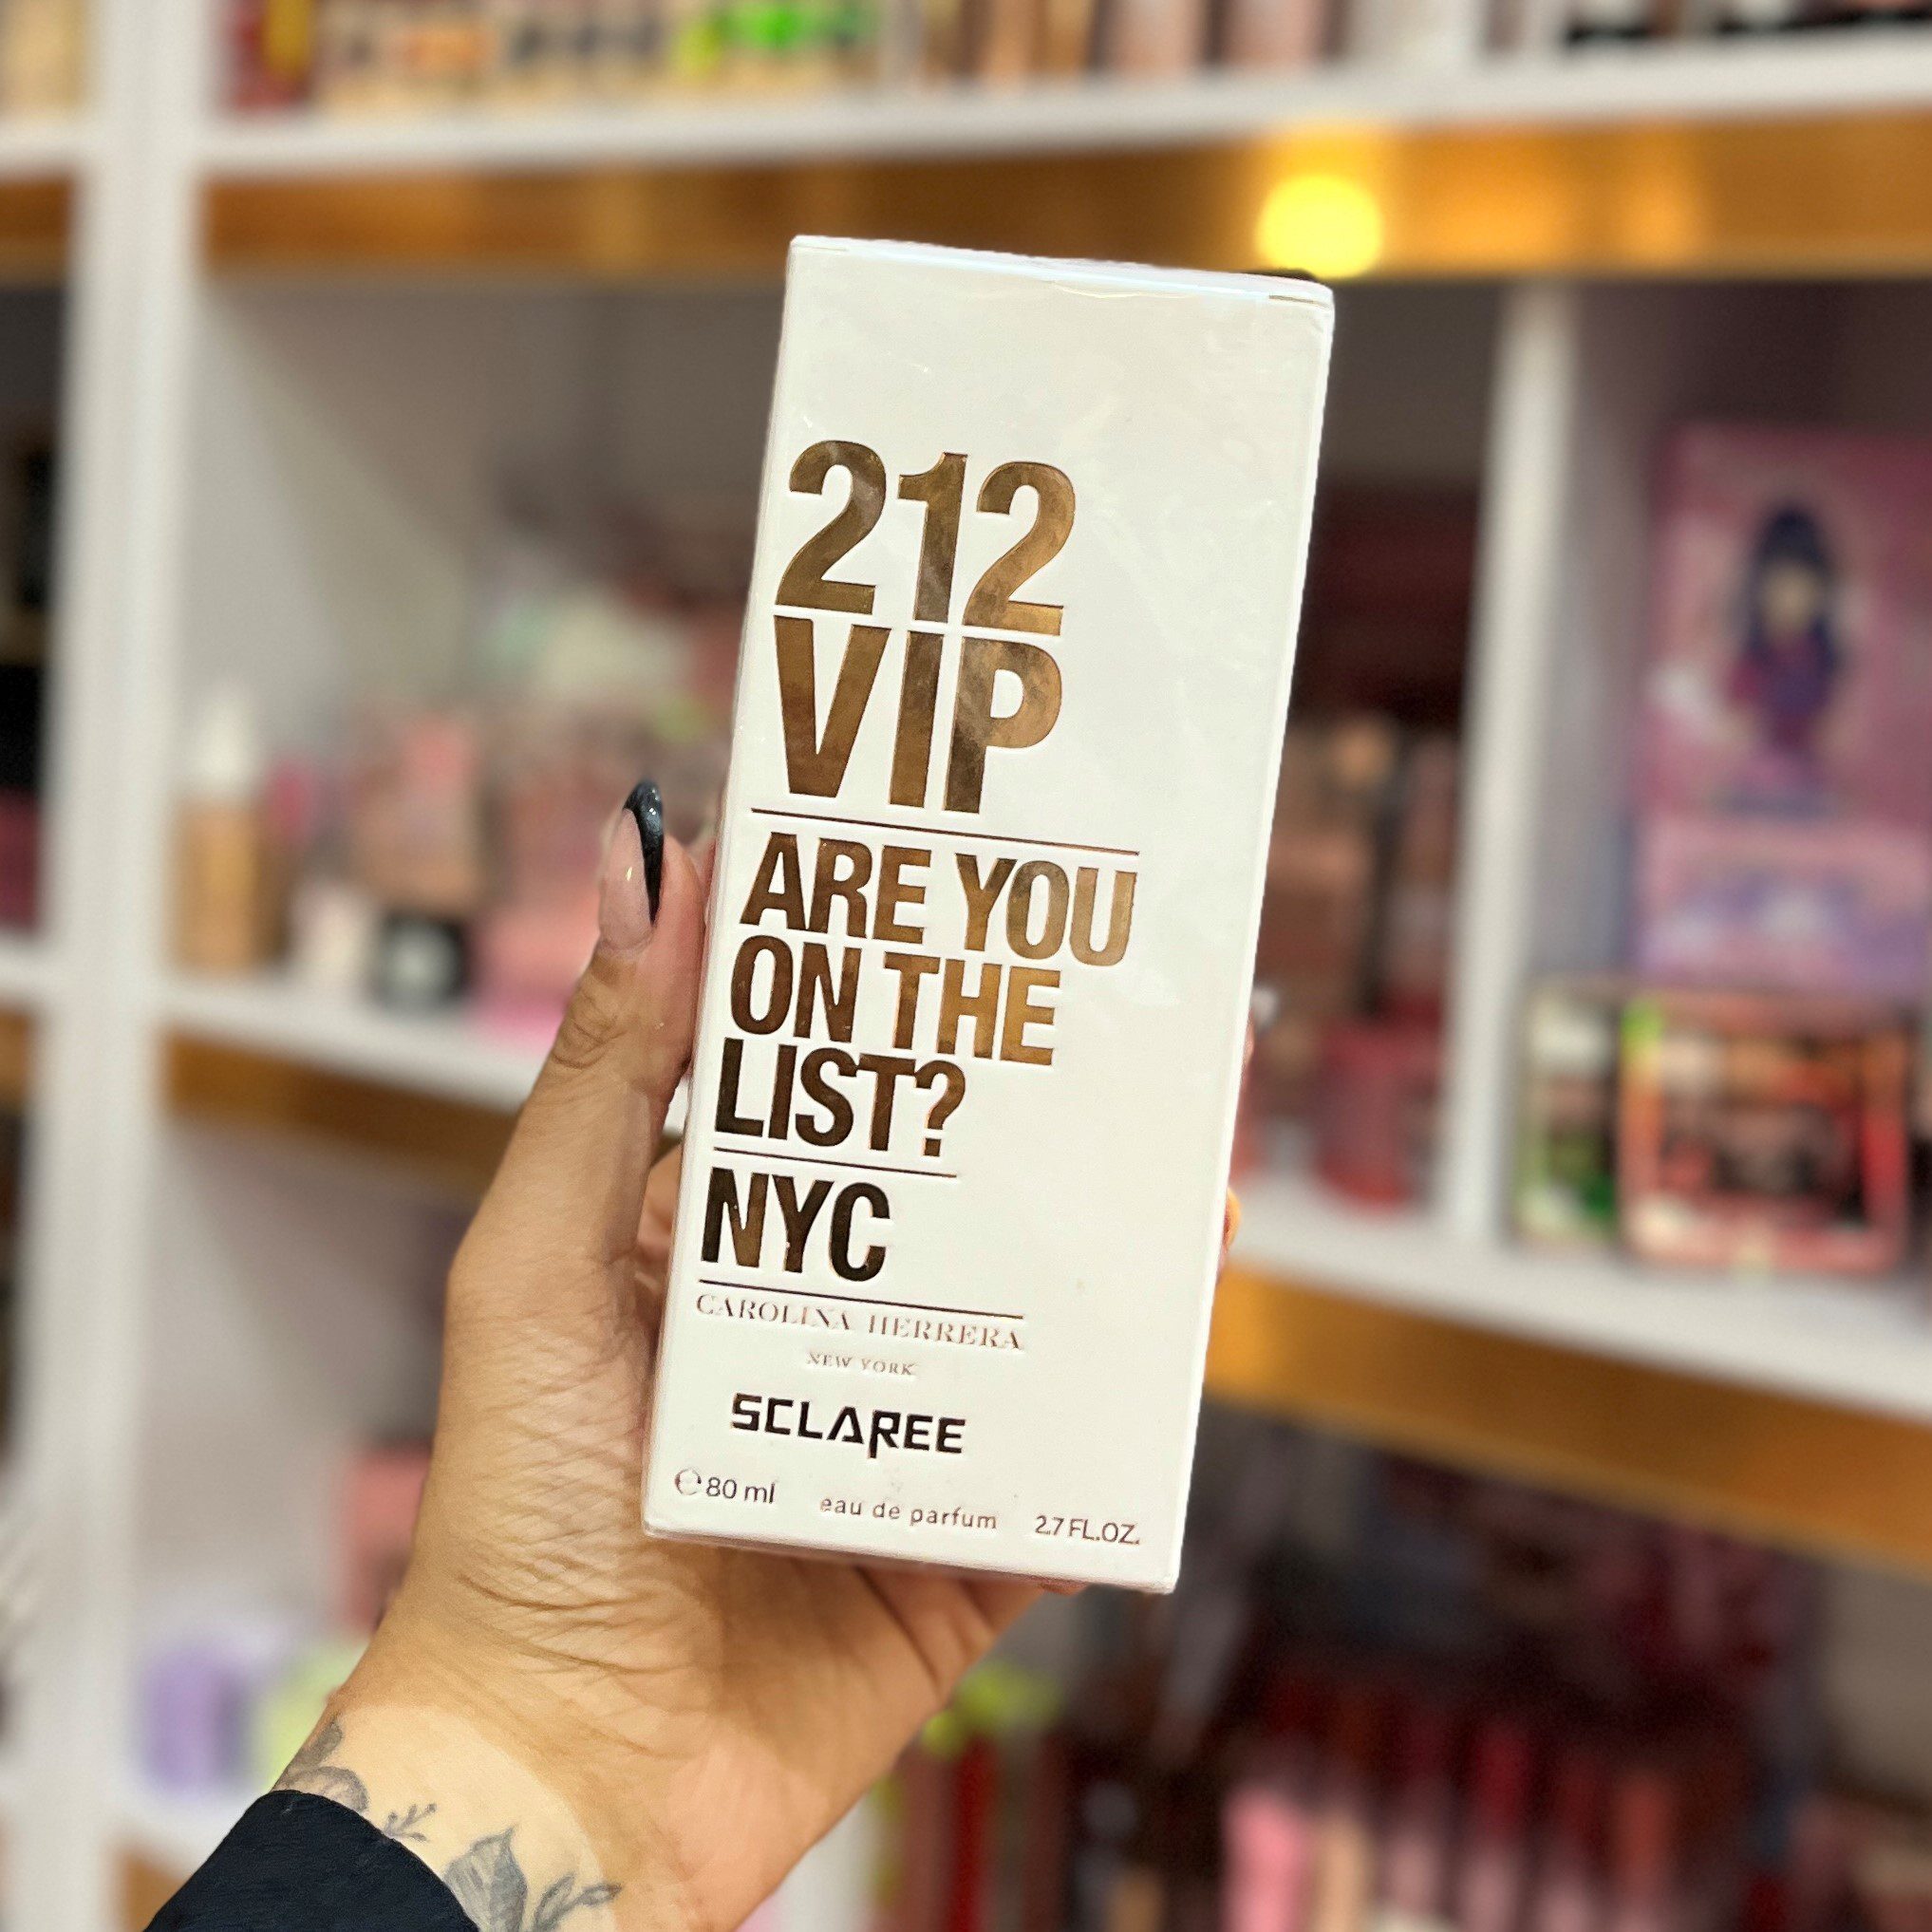 212
VIP
ARE YOU
ON THE
LIST?
NYC
CAROLINA HERRERA
NEW YORK
SCLAREE
℮80 ml eau de parfum 2.7 FL.OZ.